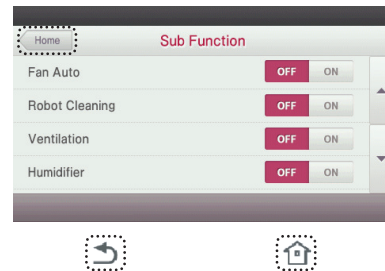 Home Sub Function
Fan Auto OFF ON
Robot Cleaning OFF ON
Ventilation OFF ON
Humidifier OFF ON